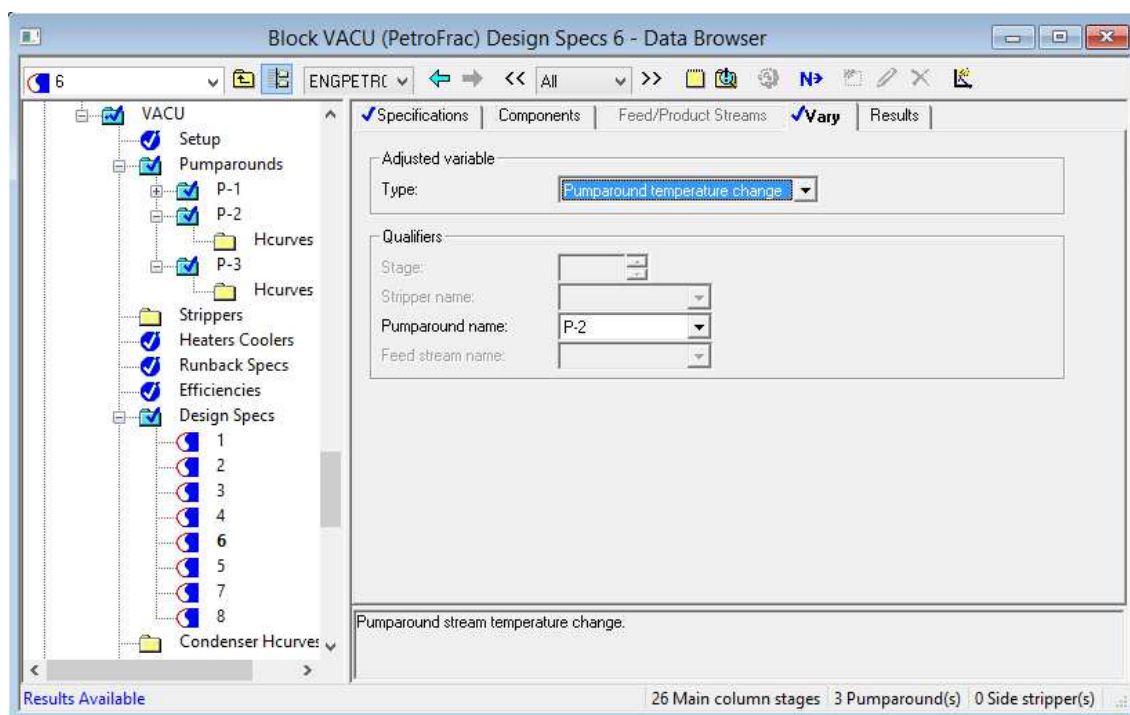 Block VACU (PetroFrac) Design Specs 6 - Data Browser
6 ENGPETRC << All >> N
VACU
Setup
Pumparounds
P-1
P-2
Hcurves
P-3
Hcurves
Strippers
Heaters Coolers
Runback Specs
Efficiencies
Design Specs
1
2
3
4
6
5
7
8
Condenser Hcurves
Specifications Components Feed/Product Streams Vary Results
Adjusted variable
Type: Pumparound temperature change
Qualifiers
Stage:
Stripper name:
Pumparound name: P-2
Feed stream name:
Pumparound stream temperature change.
Results Available 26 Main column stages 3 Pumparound(s) 0 Side stripper(s)